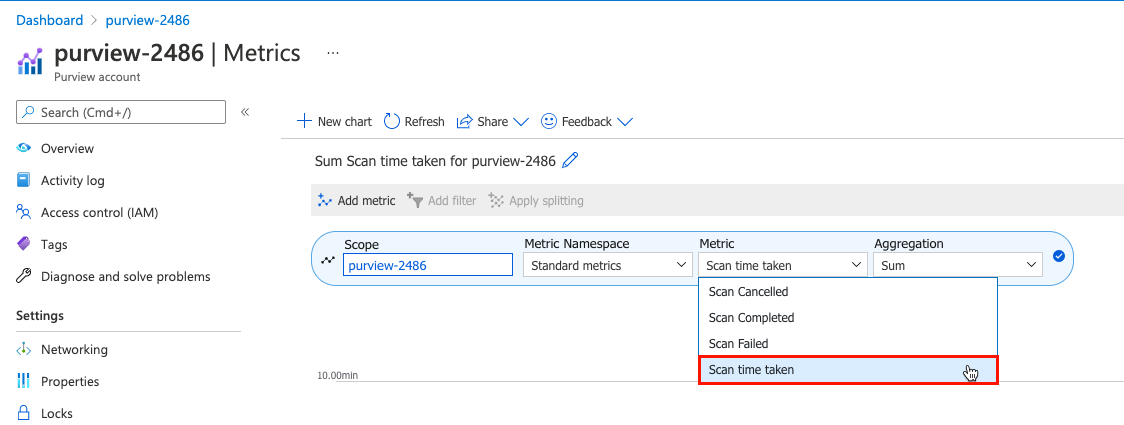 Dashboard > purview-2486
purview-2486 | Metrics ...
Purview account
Search (Cmd+/)
«
Overview
Activity log
Access control (IAM)
Tags
Diagnose and solve problems
Settings
Networking
Properties
Locks
New chart Refresh Share Feedback
Sum Scan time taken for purview-2486
Add metric Add filter Apply splitting
Scope Metric Namespace Metric Aggregation
purview-2486 Standard metrics Scan time taken Sum
Scan Cancelled
Scan Completed
Scan Failed
Scan time taken
10.00min